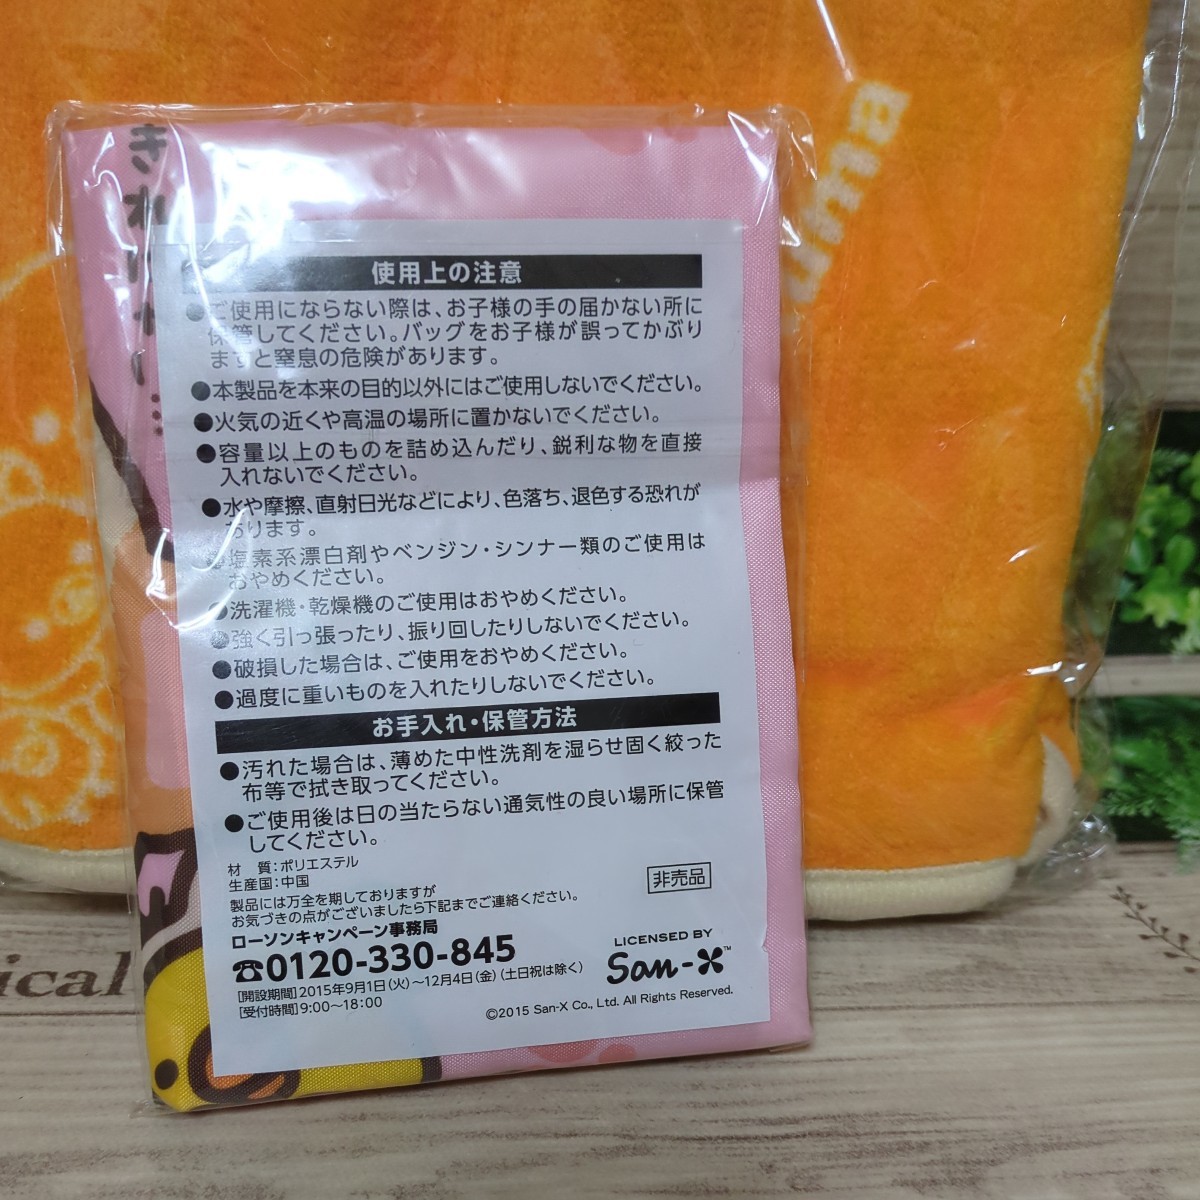 使用上の注意
●ご使用にならない際は、お子様の手の届かない所に
保管してください。バッグをお子様が誤ってかぶり
ますと窒息の危険があります。
●本製品を本来の目的以外にはご使用しないでください。
●火気の近くや高温の場所に置かないでください。
●容量以上のものを詰め込んだり、鋭利な物を直接
入れないでください。
●水や摩擦、直射日光などにより、色落ち、退色する恐れが
あります。
●塩素系漂白剤やベンジン・シンナー類のご使用は
おやめください。
●洗濯機・乾燥機のご使用はおやめください。
●強く引っ張ったり、振り回したりしないでください。
●破損した場合は、ご使用をおやめください。
●過度に重いものを入れたりしないでください。
お手入れ・保管方法
●汚れた場合は、薄めた中性洗剤を湿らせ固く絞った
布等で拭き取ってください。
●ご使用後は日の当たらない通気性の良い場所に保管
してください。
材　質：ポリエステル
生産国：中国
非売品
製品には万全を期しておりますが
お気づきの点がございましたら下記までご連絡ください。
ローソンキャンペーン事務局
☎0120-330-845
[開設期間]2015年9月1日(火)～12月4日(金)(土日祝は除く)
[受付時間]9:00～18:00
LICENSED BY
San-X™
©2015 San-X Co., Ltd. All Rights Reserved.
ical